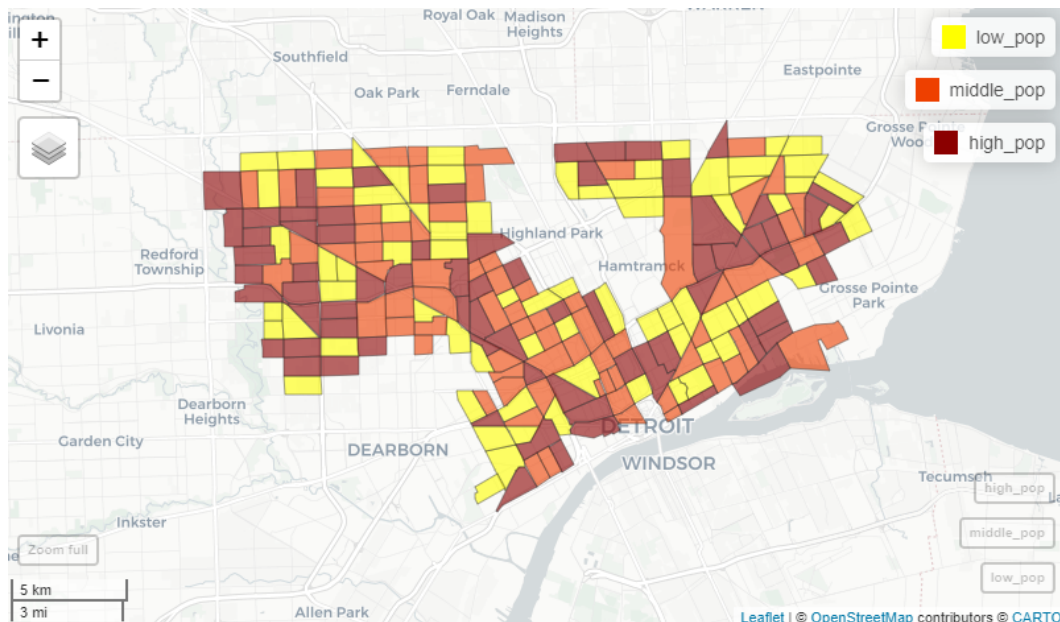 Royal Oak
Madison
Heights
+
low_pop
−
Southfield
Eastpointe
middle_pop
Oak Park
Ferndale
Grosse Pointe
high_pop
Highland Park
Redford
Township
Hamtramck
Grosse Pointe
Park
Livonia
Dearborn
Heights
DETROIT
Garden City
DEARBORN
WINDSOR
Tecumseh
high_pop
Inkster
middle_pop
Zoom full
low_pop
5 km
3 mi
Allen Park
Leaflet | © OpenStreetMap contributors © CARTO